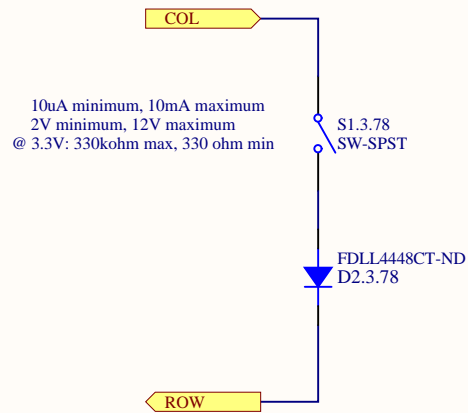 COL
10uA minimum, 10mA maximum
2V minimum, 12V maximum
@ 3.3V: 330kohm max, 330 ohm min
S1.3.78
SW-SPST
FDLL4448CT-ND
D2.3.78
ROW